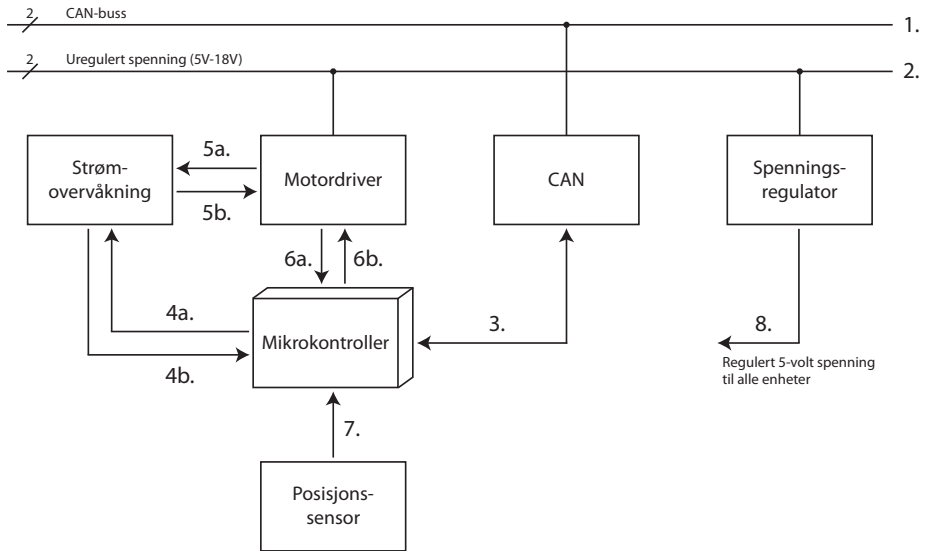 2
CAN-buss
1.
2
Uregulert spenning (5V-18V)
2.
Strøm-
overvåkning
5a.
5b.
Motordriver
CAN
Spennings-
regulator
6a.
6b.
4a.
4b.
Mikrokontroller
3.
8.
Regulert 5-volt spenning
til alle enheter
7.
Posisjons-
sensor